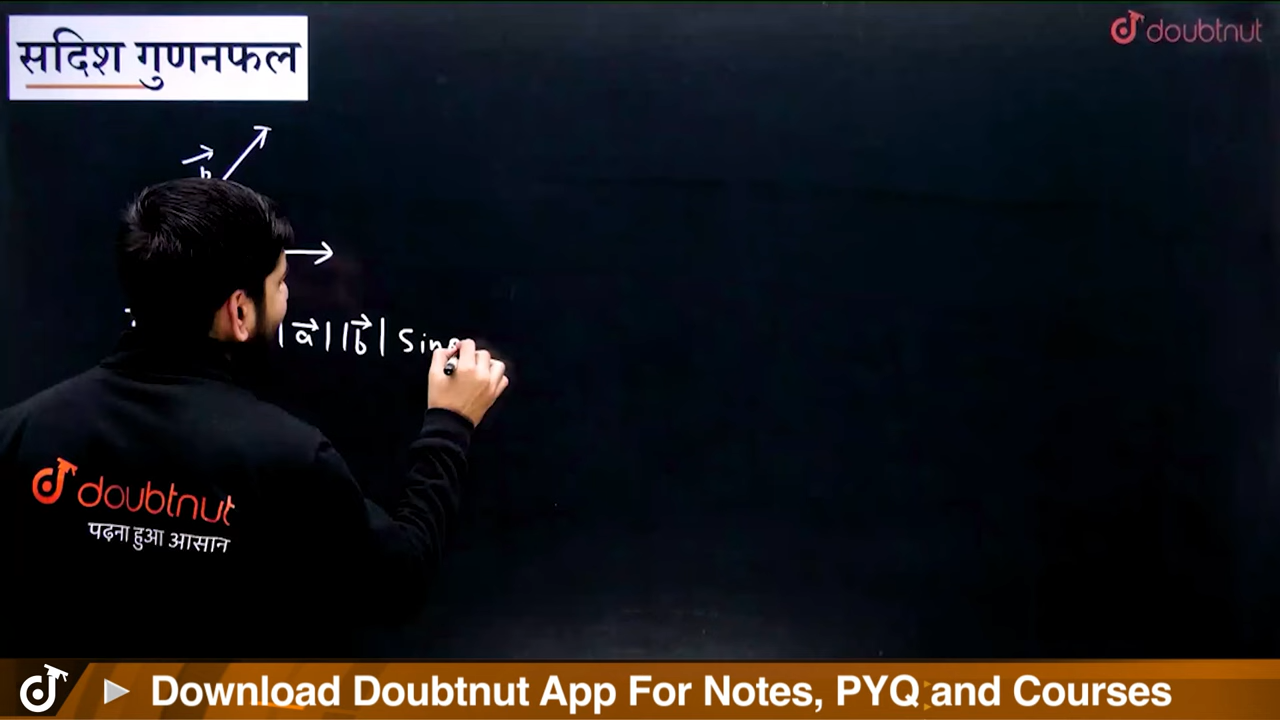 सदिश गुणनफल
doubtnut
b
|a⃗||b⃗| Sin
doubtnut
पढ़ना हुआ आसान
Download Doubtnut App For Notes, PYQ and Courses